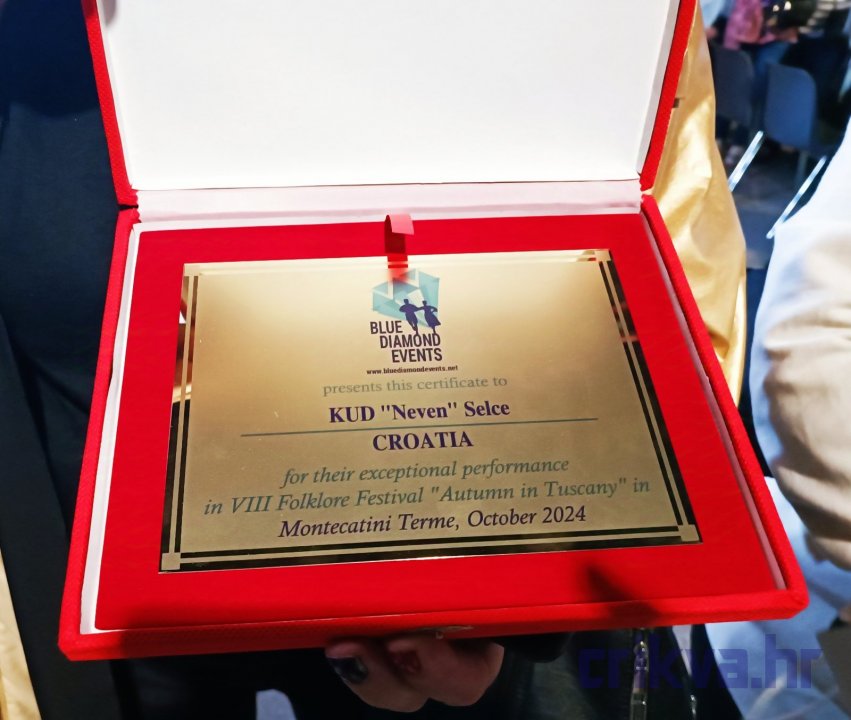 BLUE
DIAMOND
EVENTS
www.bluediamondevents.net
presents this certificate to
KUD "Neven" Selce
CROATIA
for their exceptional performance
in VIII Folklore Festival "Autumn in Tuscany" in
Montecatini Terme, October 2024
crikva.hr